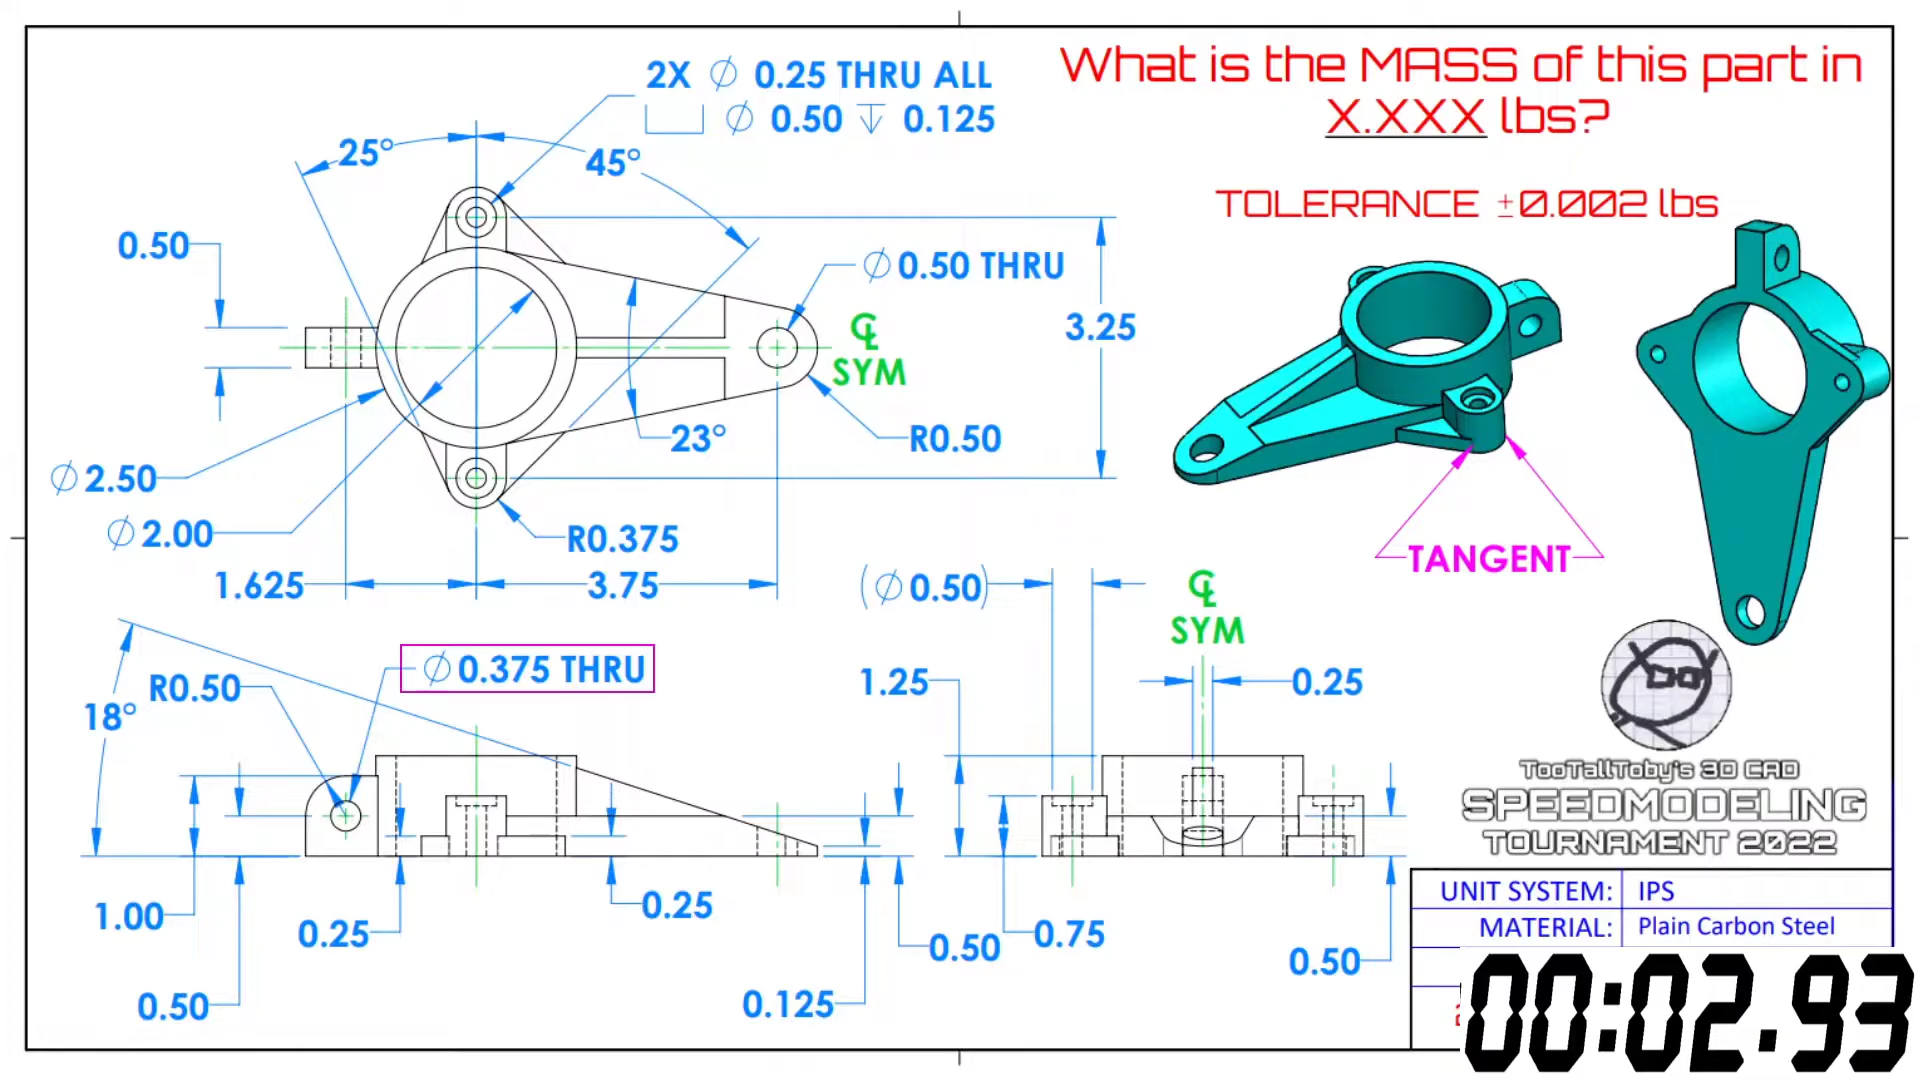 What is the MASS of this part in
X.XXX lbs?
TOLERANCE ±0.002 lbs
2X ∅ 0.25 THRU ALL
⌴ ∅ 0.50 ↧ 0.125
25°
45°
0.50
∅ 0.50 THRU
3.25
℄
SYM
23°
R0.50
∅ 2.50
∅ 2.00
R0.375
1.625
3.75
TANGENT
(∅ 0.50)
℄
SYM
∅ 0.375 THRU
R0.50
18°
1.25
0.25
1.00
0.25
0.50
0.25
0.125
0.50
0.75
0.50
TooTallToby's 3D CAD
SPEEDMODELING
TOURNAMENT 2022
UNIT SYSTEM: IPS
MATERIAL: Plain Carbon Steel
00:02.93